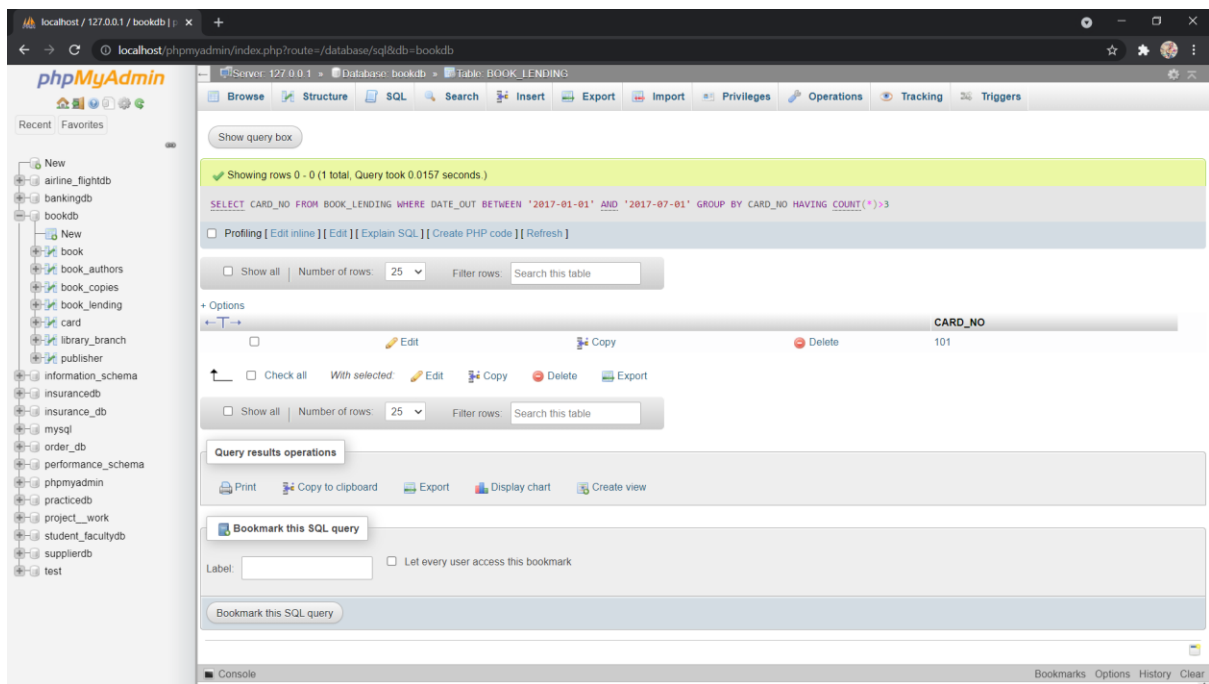 localhost / 127.0.0.1 / bookdb | p
localhost/phpmyadmin/index.php?route=/database/sql&db=bookdb
phpMyAdmin
Recent Favorites
New
airline_flightdb
bankingdb
bookdb
New
book
book_authors
book_copies
book_lending
card
library_branch
publisher
information_schema
insurancedb
insurance_db
mysql
order_db
performance_schema
phpmyadmin
practicedb
project__work
student_facultydb
supplierdb
test
Server: 127.0.0.1 » Database: bookdb » Table: BOOK_LENDING
Browse Structure SQL Search Insert Export Import Privileges Operations Tracking Triggers
Show query box
Showing rows 0 - 0 (1 total, Query took 0.0157 seconds.)
SELECT CARD_NO FROM BOOK_LENDING WHERE DATE_OUT BETWEEN '2017-01-01' AND '2017-07-01' GROUP BY CARD_NO HAVING COUNT(*)>3
Profiling [ Edit inline ] [ Edit ] [ Explain SQL ] [ Create PHP code ] [ Refresh ]
Show all | Number of rows: 25 Filter rows: Search this table
+ Options
←T→ CARD_NO
Edit Copy Delete 101
Check all With selected: Edit Copy Delete Export
Show all | Number of rows: 25 Filter rows: Search this table
Query results operations
Print Copy to clipboard Export Display chart Create view
Bookmark this SQL query
Label: Let every user access this bookmark
Bookmark this SQL query
Console Bookmarks Options History Clear